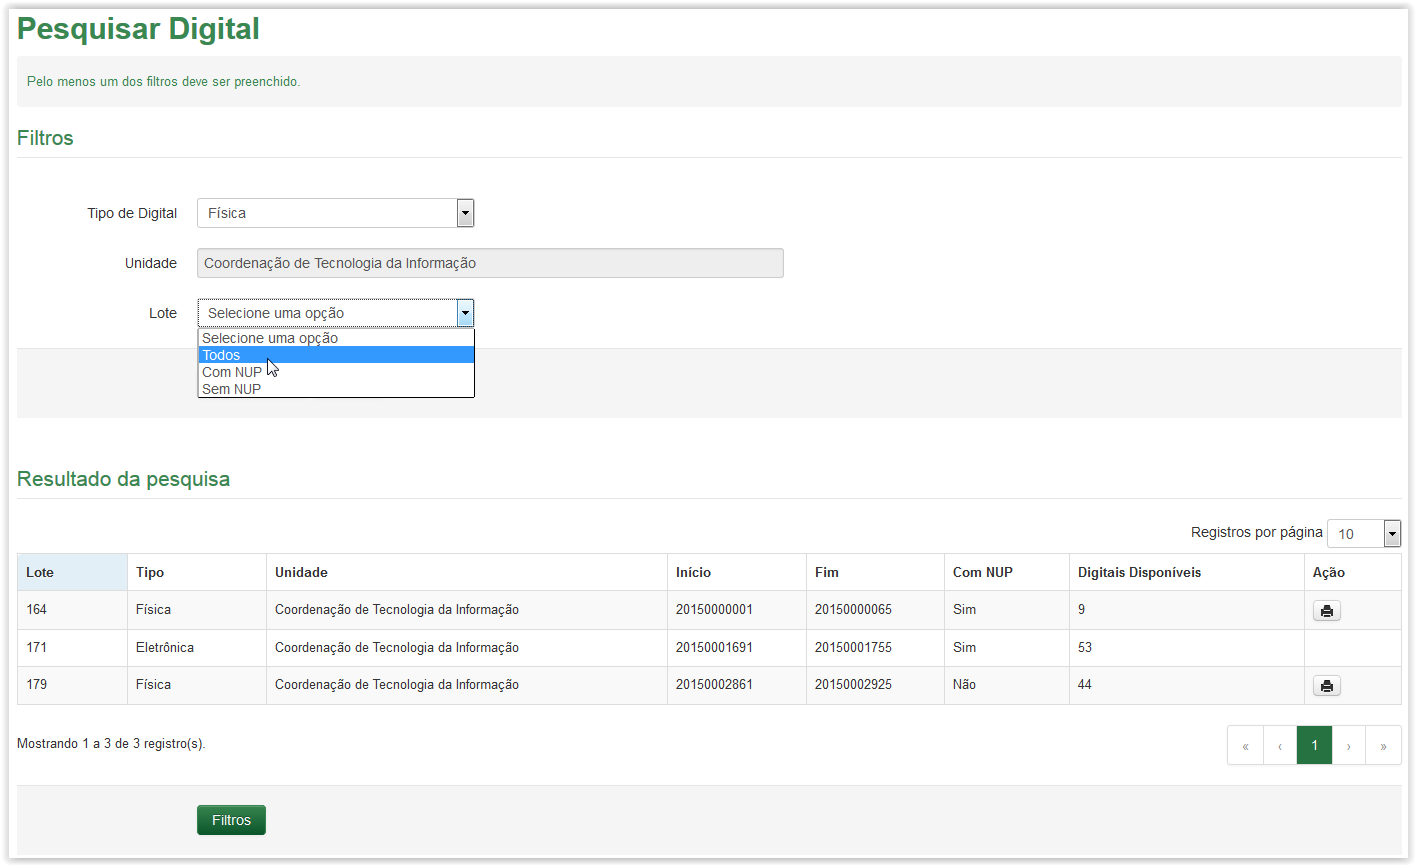 Pesquisar Digital
Pelo menos um dos filtros deve ser preenchido.
Filtros
Tipo de Digital Física
Unidade Coordenação de Tecnologia da Informação
Lote Selecione uma opção
Selecione uma opção
Todos
Com NUP
Sem NUP
Resultado da pesquisa
Registros por página 10
Lote Tipo Unidade Início Fim Com NUP Digitais Disponíveis Ação
164 Física Coordenação de Tecnologia da Informação 20150000001 20150000065 Sim 9
171 Eletrônica Coordenação de Tecnologia da Informação 20150001691 20150001755 Sim 53
179 Física Coordenação de Tecnologia da Informação 20150002861 20150002925 Não 44
Mostrando 1 a 3 de 3 registro(s).
« ‹ 1 › »
Filtros